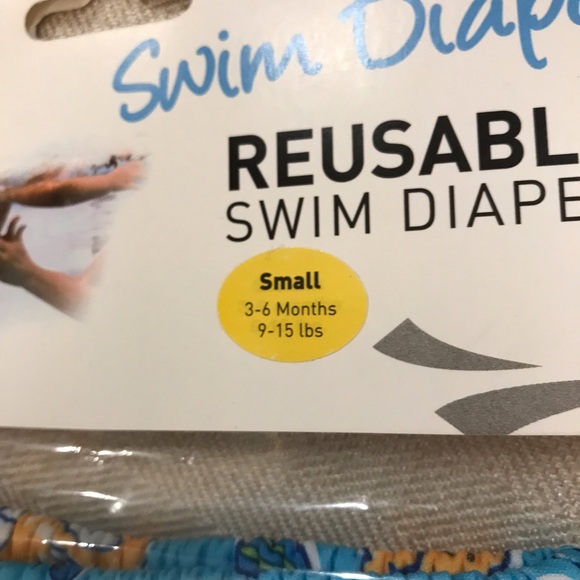 Swim Diap
REUSABL
SWIM DIAPE
Small
3-6 Months
9-15 lbs